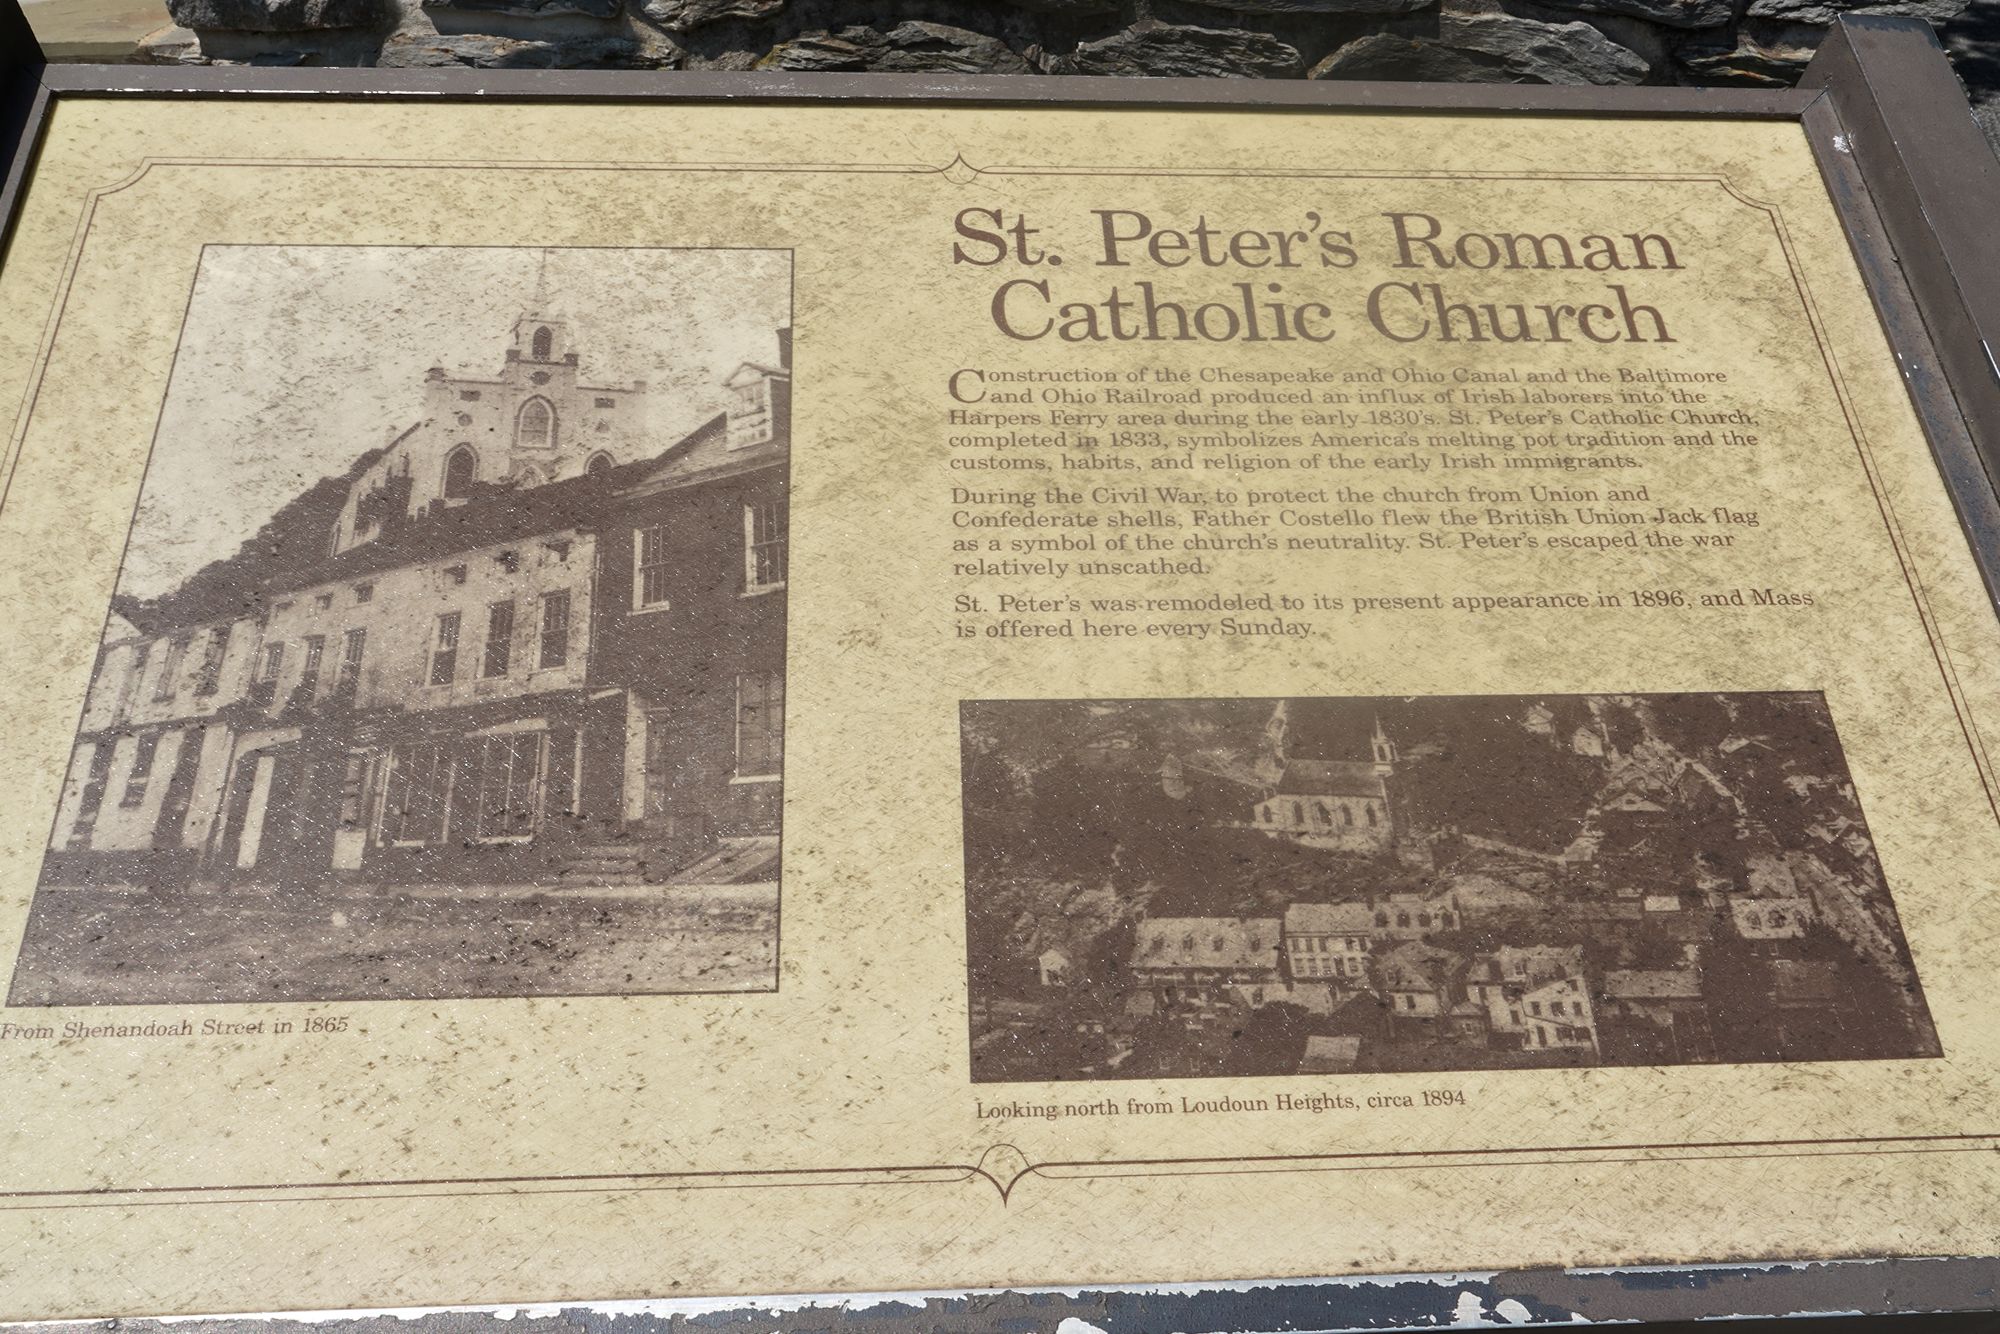 St. Peter's Roman
Catholic Church
Construction of the Chesapeake and Ohio Canal and the Baltimore
and Ohio Railroad produced an influx of Irish laborers into the
Harpers Ferry area during the early 1830's. St. Peter's Catholic Church,
completed in 1833, symbolizes America's melting pot tradition and the
customs, habits, and religion of the early Irish immigrants.
During the Civil War, to protect the church from Union and
Confederate shells, Father Costello flew the British Union Jack flag
as a symbol of the church's neutrality. St. Peter's escaped the war
relatively unscathed.
St. Peter's was remodeled to its present appearance in 1896, and Mass
is offered here every Sunday.
From Shenandoah Street in 1865
Looking north from Loudoun Heights, circa 1894